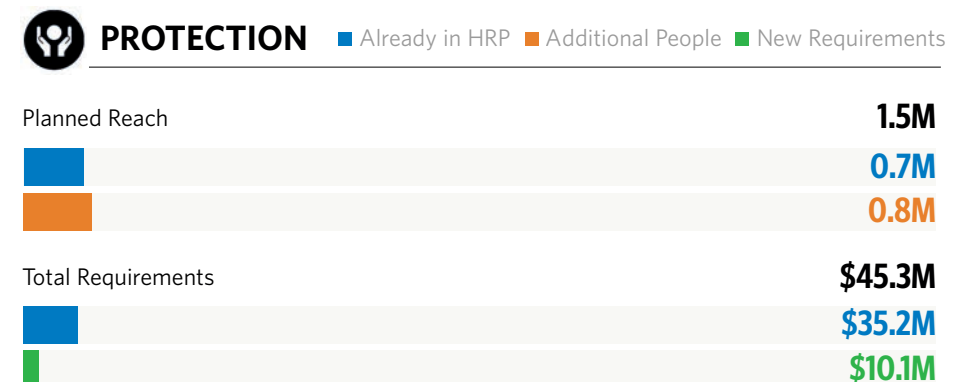 PROTECTION Already in HRP Additional People New Requirements
Planned Reach 1.5M
0.7M
0.8M
Total Requirements $45.3M
$35.2M
$10.1M